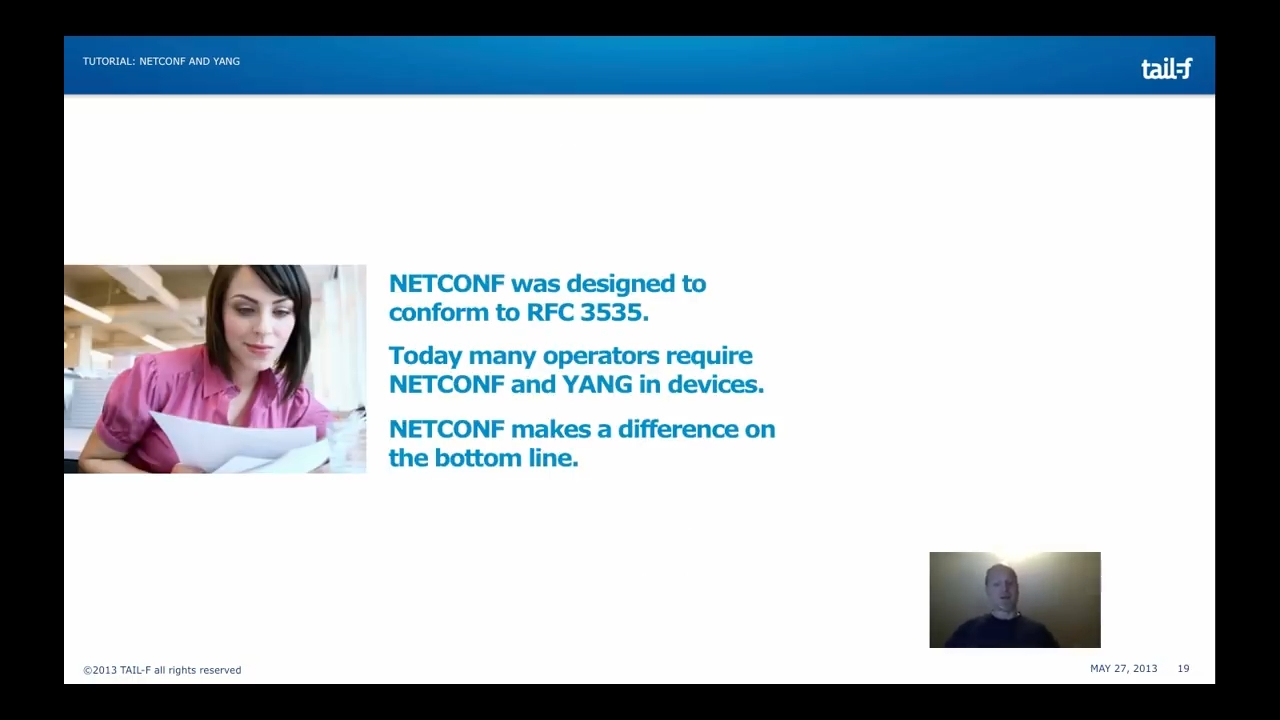 TUTORIAL: NETCONF AND YANG
tail-f
NETCONF was designed to
conform to RFC 3535.
Today many operators require
NETCONF and YANG in devices.
NETCONF makes a difference on
the bottom line.
©2013 TAIL-F all rights reserved
MAY 27, 2013 19